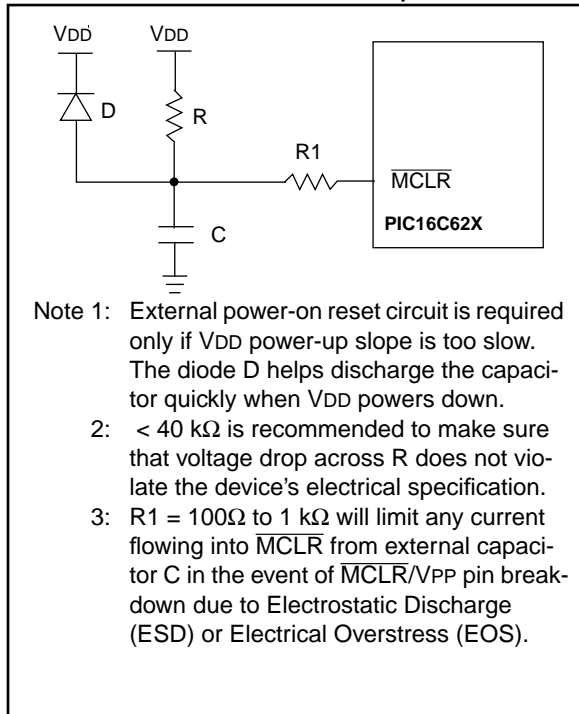 VDD VDD
D
R
R1
MCLR
PIC16C62X
C
Note 1: External power-on reset circuit is required
only if VDD power-up slope is too slow.
The diode D helps discharge the capaci-
tor quickly when VDD powers down.
2: < 40 kΩ is recommended to make sure
that voltage drop across R does not vio-
late the device's electrical specification.
3: R1 = 100Ω to 1 kΩ will limit any current
flowing into MCLR from external capaci-
tor C in the event of MCLR/VPP pin break-
down due to Electrostatic Discharge
(ESD) or Electrical Overstress (EOS).